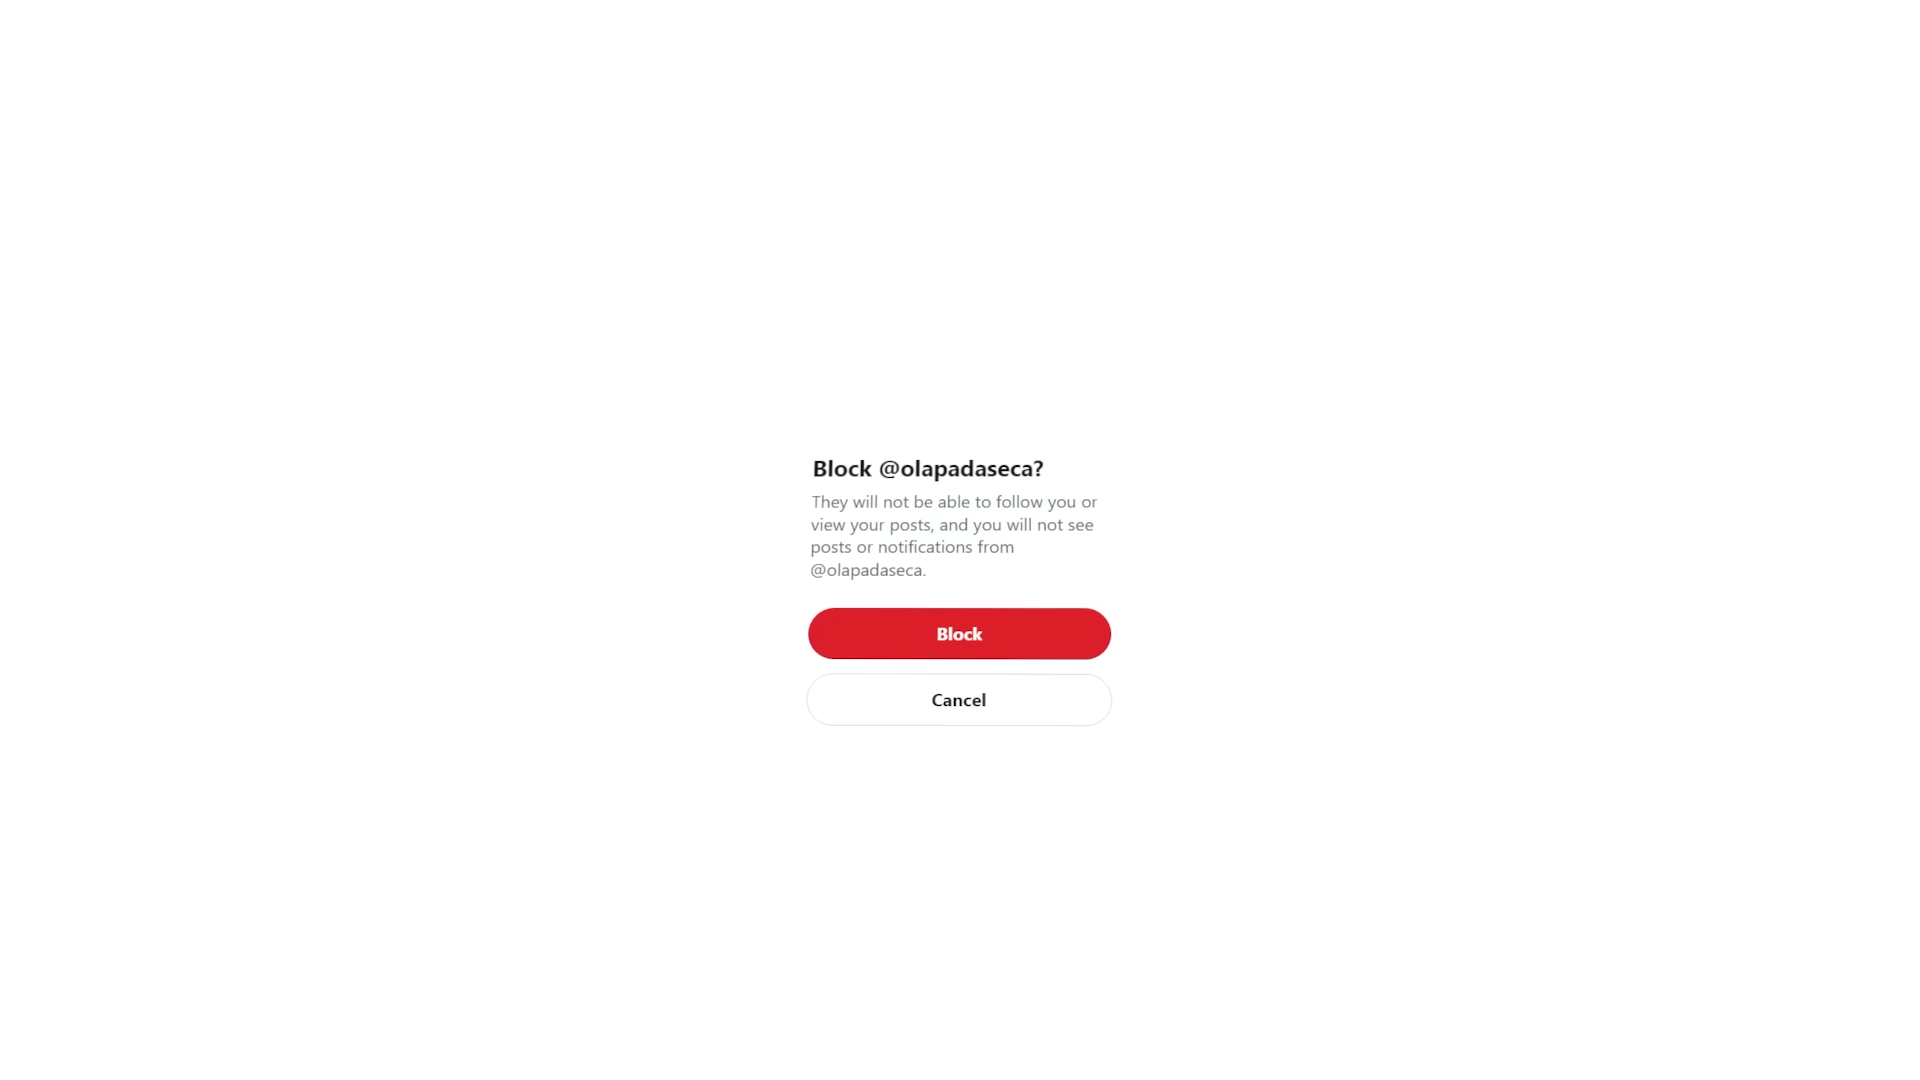 Block @olapadaseca?
They will not be able to follow you or
view your posts, and you will not see
posts or notifications from
@olapadaseca.
Block
Cancel